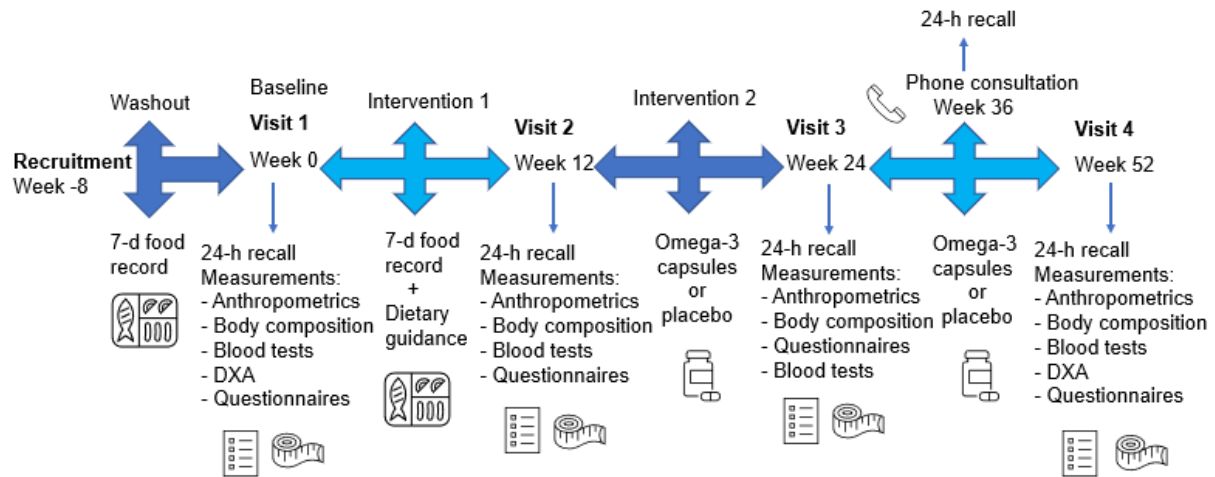 Recruitment
Week -8
Washout
7-d food
record
Baseline
Visit 1
Week 0
24-h recall
Measurements:
- Anthropometrics
- Body composition
- Blood tests
- DXA
- Questionnaires
Intervention 1
7-d food
record
+
Dietary
guidance
Visit 2
Week 12
24-h recall
Measurements:
- Anthropometrics
- Body composition
- Blood tests
- Questionnaires
Intervention 2
Omega-3
capsules
or
placebo
Visit 3
Week 24
24-h recall
Measurements:
- Anthropometrics
- Body composition
- Questionnaires
- Blood tests
24-h recall
Phone consultation
Week 36
Omega-3
capsules
or
placebo
Visit 4
Week 52
24-h recall
Measurements:
- Anthropometrics
- Body composition
- Blood tests
- DXA
- Questionnaires